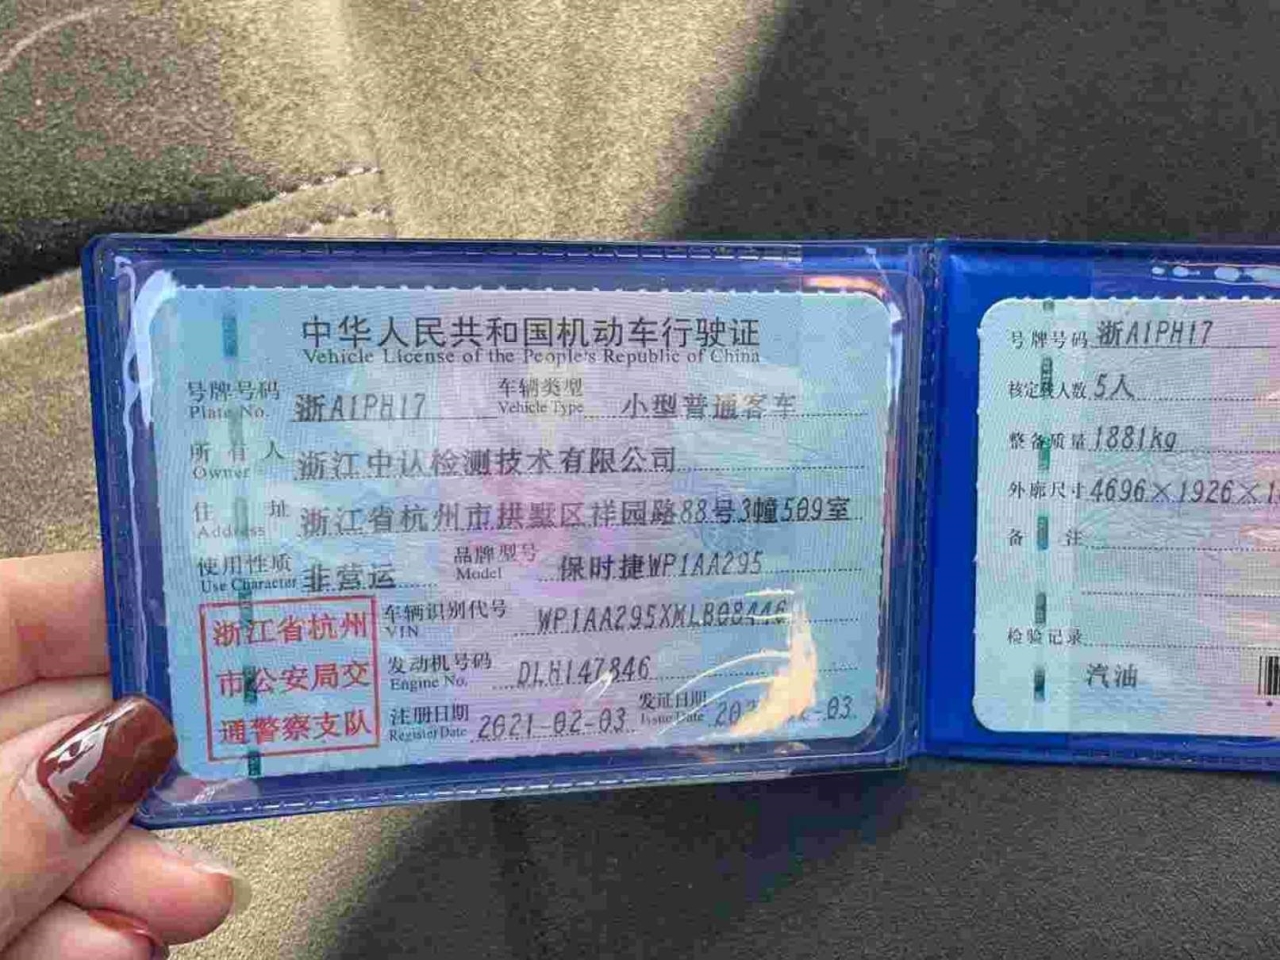 中华人民共和国机动车行驶证
Vehicle License of the People's Republic of China
号牌号码 浙A1PH17 车辆类型 小型普通客车
Plate No. Vehicle Type
所有人 浙江中认检测技术有限公司
Owner
住址 浙江省杭州市拱墅区祥园路88号3幢509室
Address
使用性质 非营运 品牌型号 保时捷WP1AA295
Use Character Model
浙江省杭州
市公安局交
通警察支队
车辆识别代号 WP1AA295XMLB08446
VIN
发动机号码 DLH147846
Engine No.
注册日期 2021-02-03 发证日期
Register Date Issue Date
号牌号码 浙A1PH17
核定载人数 5人
整备质量 1881kg
外廓尺寸 4696×1926×1
备注
检验记录
汽油